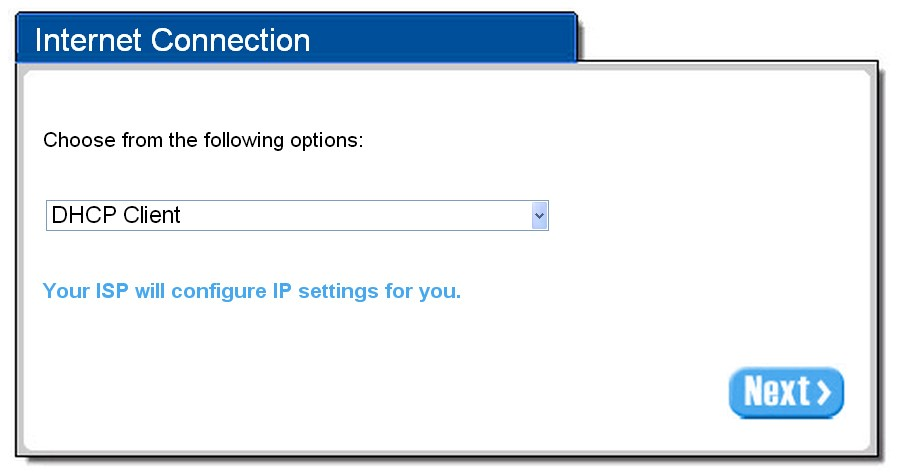 Internet Connection
Choose from the following options:
DHCP Client
Your ISP will configure IP settings for you.
Next >